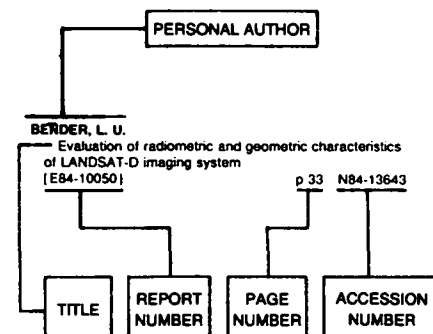 PERSONAL AUTHOR
BENDER, L. U.
Evaluation of radiometric and geometric characteristics
of LANDSAT-D imaging system
[E84-10050] p 33 N84-13643
TITLE REPORT NUMBER PAGE NUMBER ACCESSION NUMBER